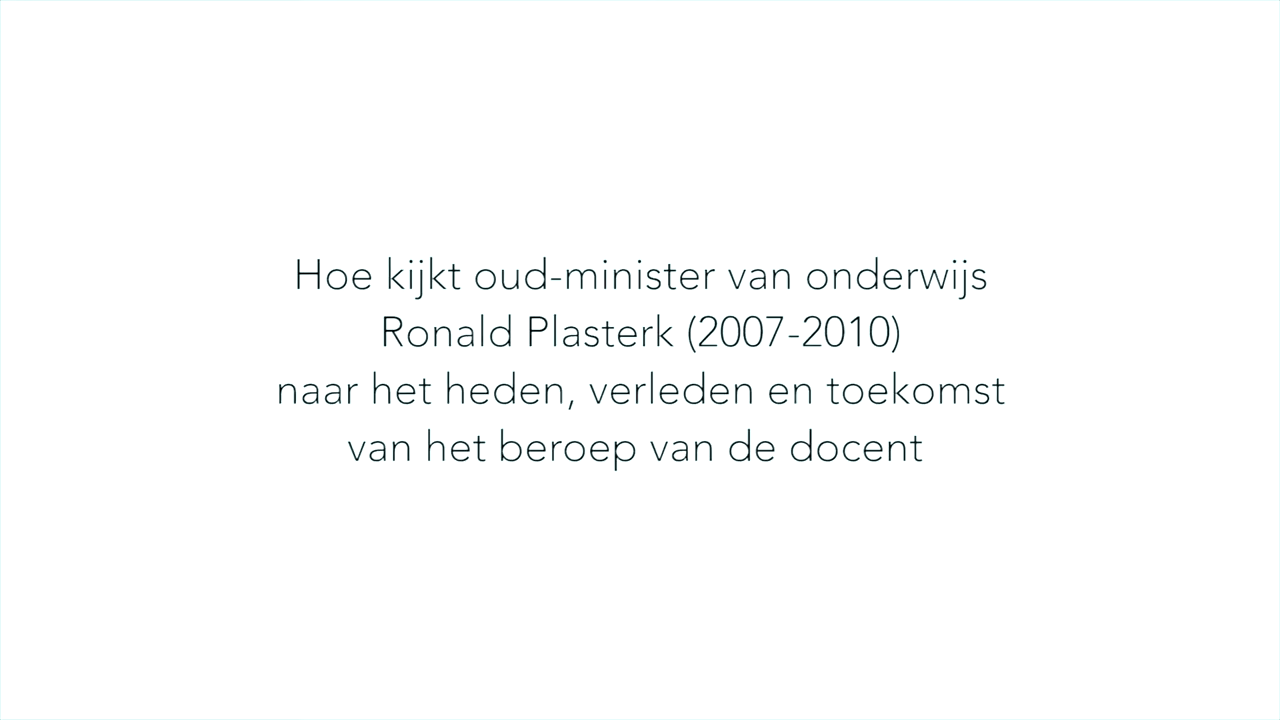 Hoe kijkt oud-minister van onderwijs
Ronald Plasterk (2007-2010)
naar het heden, verleden en toekomst
van het beroep van de docent